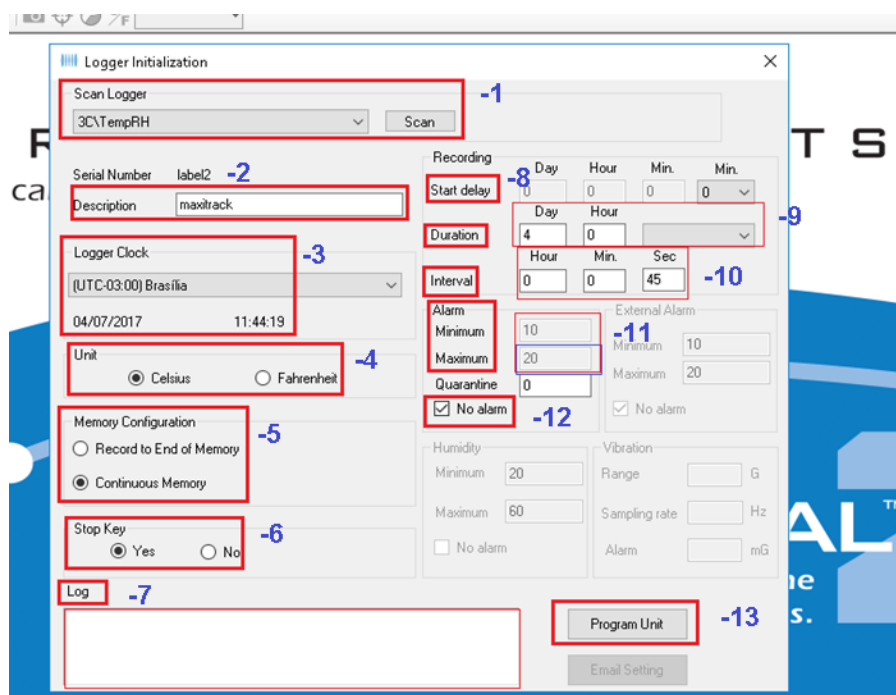 Logger Initialization
Scan Logger
-1
3C\TempRH
Scan
R
T S
ca
Serial Number label2 -2
Description maxitrack
Logger Clock
-3
(UTC-03:00) Brasília
04/07/2017 11:44:19
Unit
-4
Celsius Fahrenheit
Memory Configuration
-5
Record to End of Memory
Continuous Memory
Stop Key
-6
Yes No
Log
-7
Recording
Day Hour Min. Min.
Start delay -8 0 0 0 0
Day Hour
-9
Duration 4 0
Hour Min. Sec
Interval 0 0 45 -10
Alarm
Minimum 10 -11
Maximum 20
Quarantine 0
No alarm -12
External Alarm
Minimum 10
Maximum 20
No alarm
Humidity
Minimum 20
Maximum 60
No alarm
Vibration
Range G
Sampling rate Hz
Alarm mG
Program Unit -13
Email Setting
AL™
ne
s.